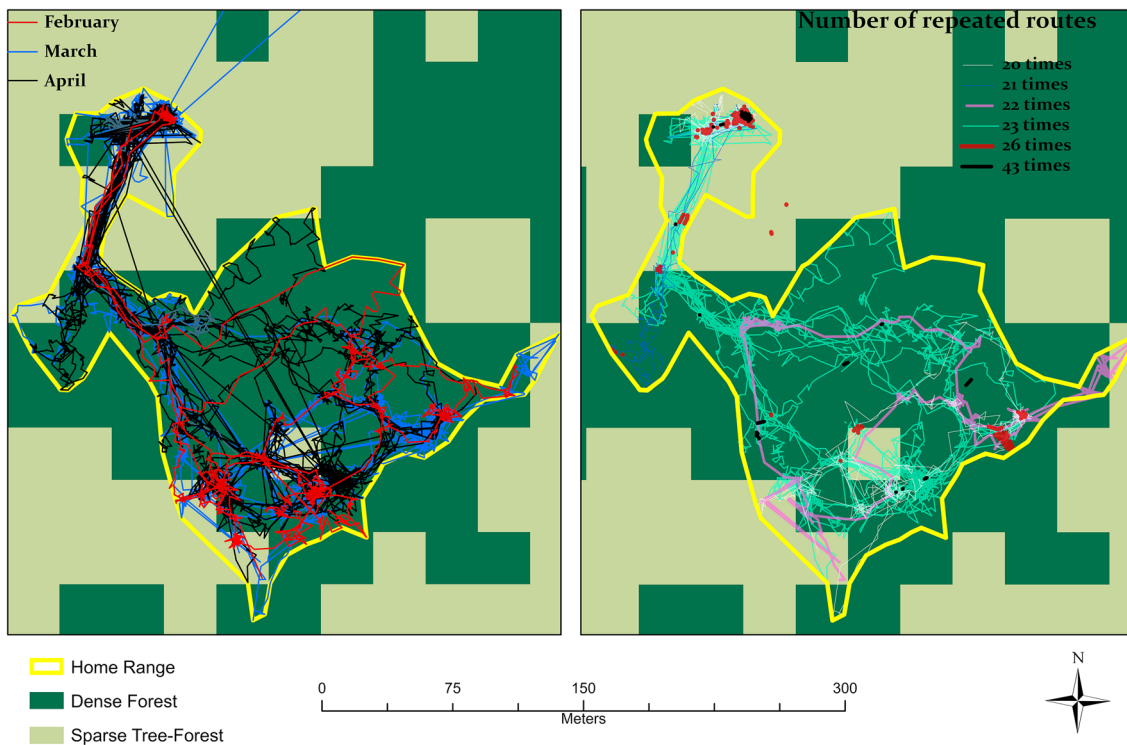 February
March
April
Number of repeated routes
20 times
21 times
22 times
23 times
26 times
43 times
Home Range
Dense Forest
Sparse Tree-Forest
0 75 150 300
Meters
N